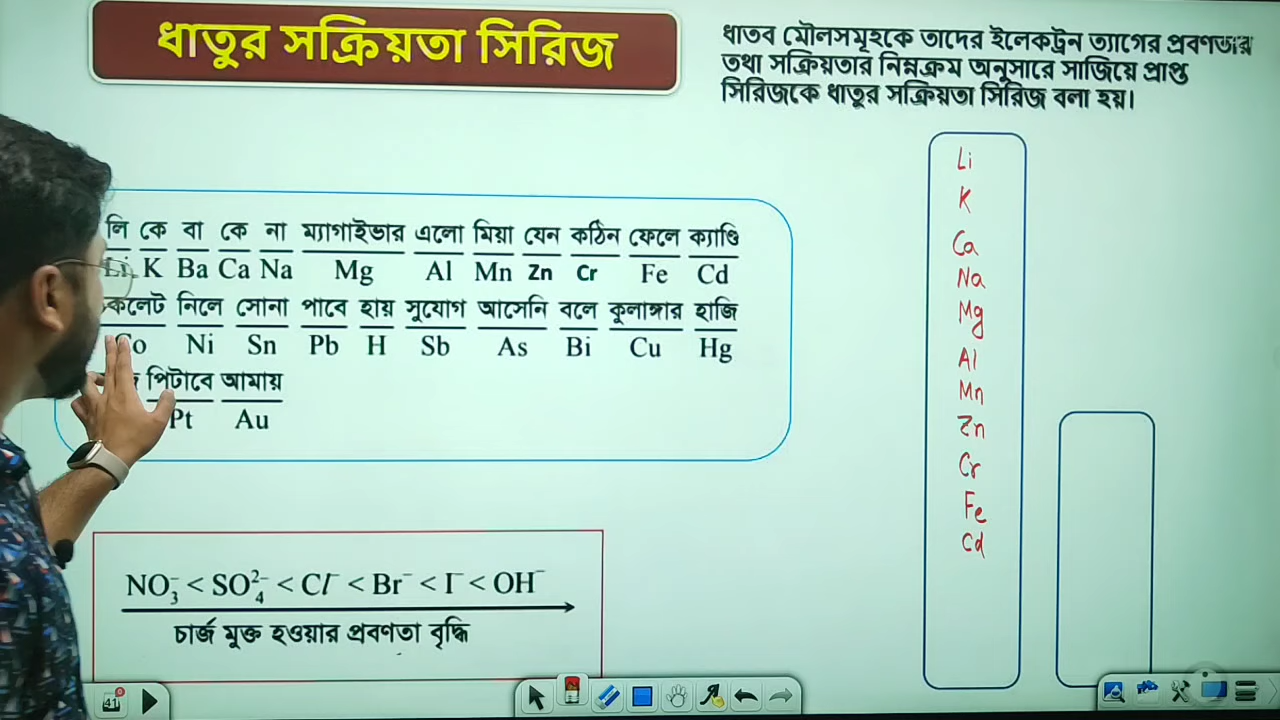 ধাতুর সক্রিয়তা সিরিজ
ধাতব মৌলসমূহকে তাদের ইলেকট্রন ত্যাগের প্রবণতার
তথা সক্রিয়তার নিম্নক্রম অনুসারে সাজিয়ে প্রাপ্ত
সিরিজকে ধাতুর সক্রিয়তা সিরিজ বলা হয়।
লি কে বা কে না ম্যাগাইভার এলো মিয়া যেন কঠিন ফেলে ক্যাণ্ডি
Li K Ba Ca Na Mg Al Mn Zn Cr Fe Cd
কলেট নিলে সোনা পাবে হায় সুযোগ আসেনি বলে কুলাঙ্গার হাজি
Co Ni Sn Pb H Sb As Bi Cu Hg
পিটাবে আমায়
Pt Au
NO₃⁻ < SO₄²⁻ < Cl⁻ < Br⁻ < I⁻ < OH⁻
চার্জ মুক্ত হওয়ার প্রবণতা বৃদ্ধি
Li
K
Ca
Na
Mg
Al
Mn
Zn
Cr
Fe
Cd
41